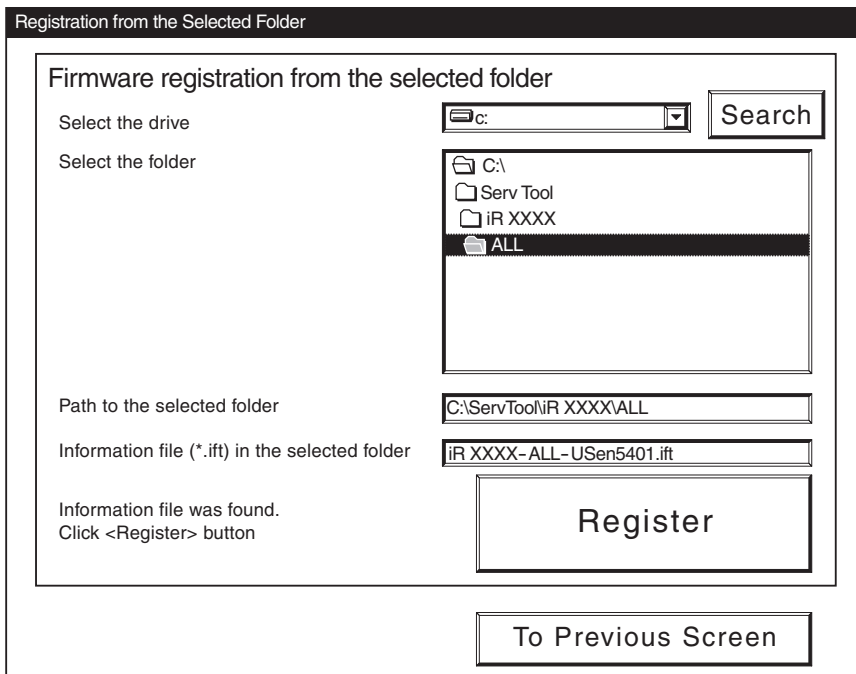 Registration from the Selected Folder
Firmware registration from the selected folder
Select the drive
c:
Search
Select the folder
C:\
Serv Tool
iR XXXX
ALL
Path to the selected folder
C:\ServTool\iR XXXX\ALL
Information file (*.ift) in the selected folder
iR XXXX-ALL-USen5401.ift
Information file was found.
Click <Register> button
Register
To Previous Screen